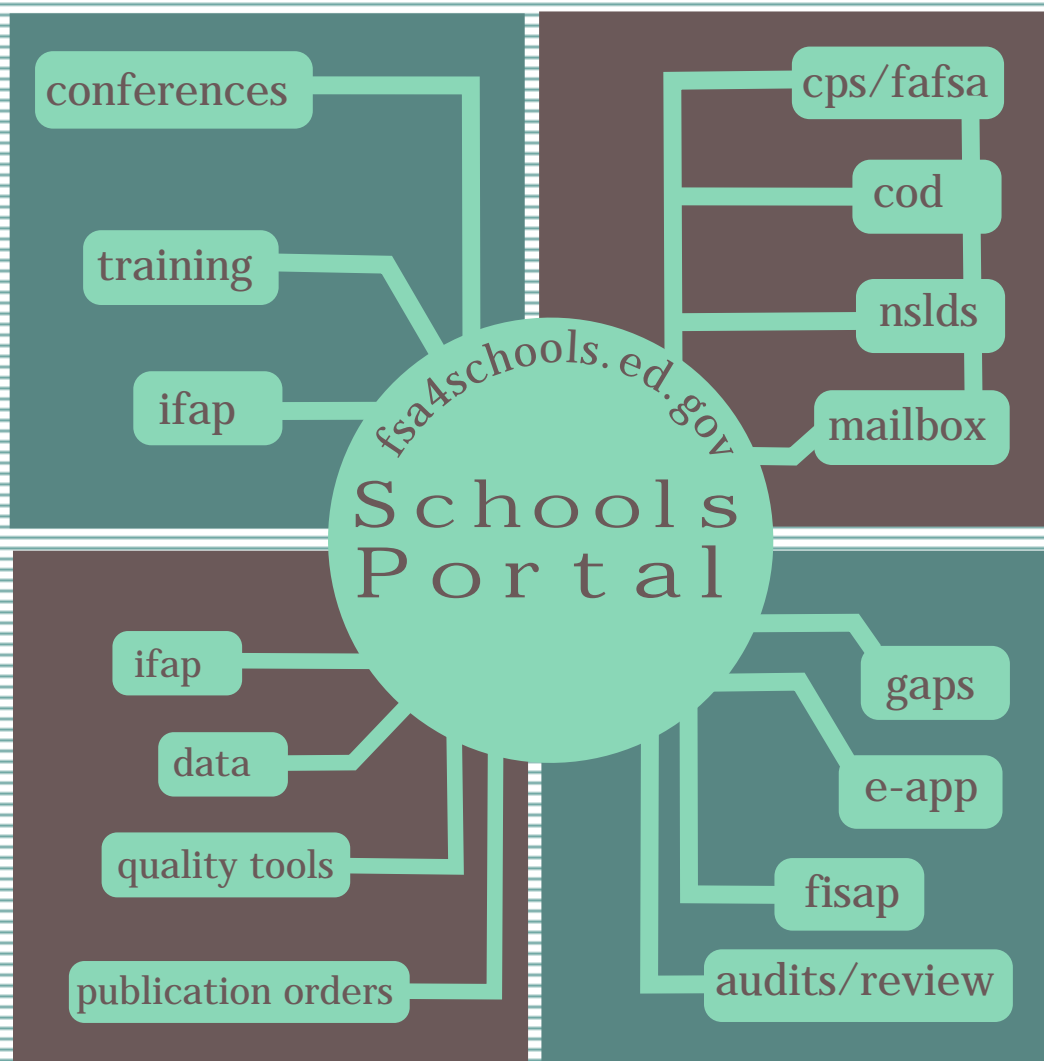 conferences
training
ifap
cps/fafsa
cod
nslds
mailbox
fsa4schools.ed.gov
Schools
Portal
ifap
data
quality tools
publication orders
gaps
e-app
fisap
audits/review